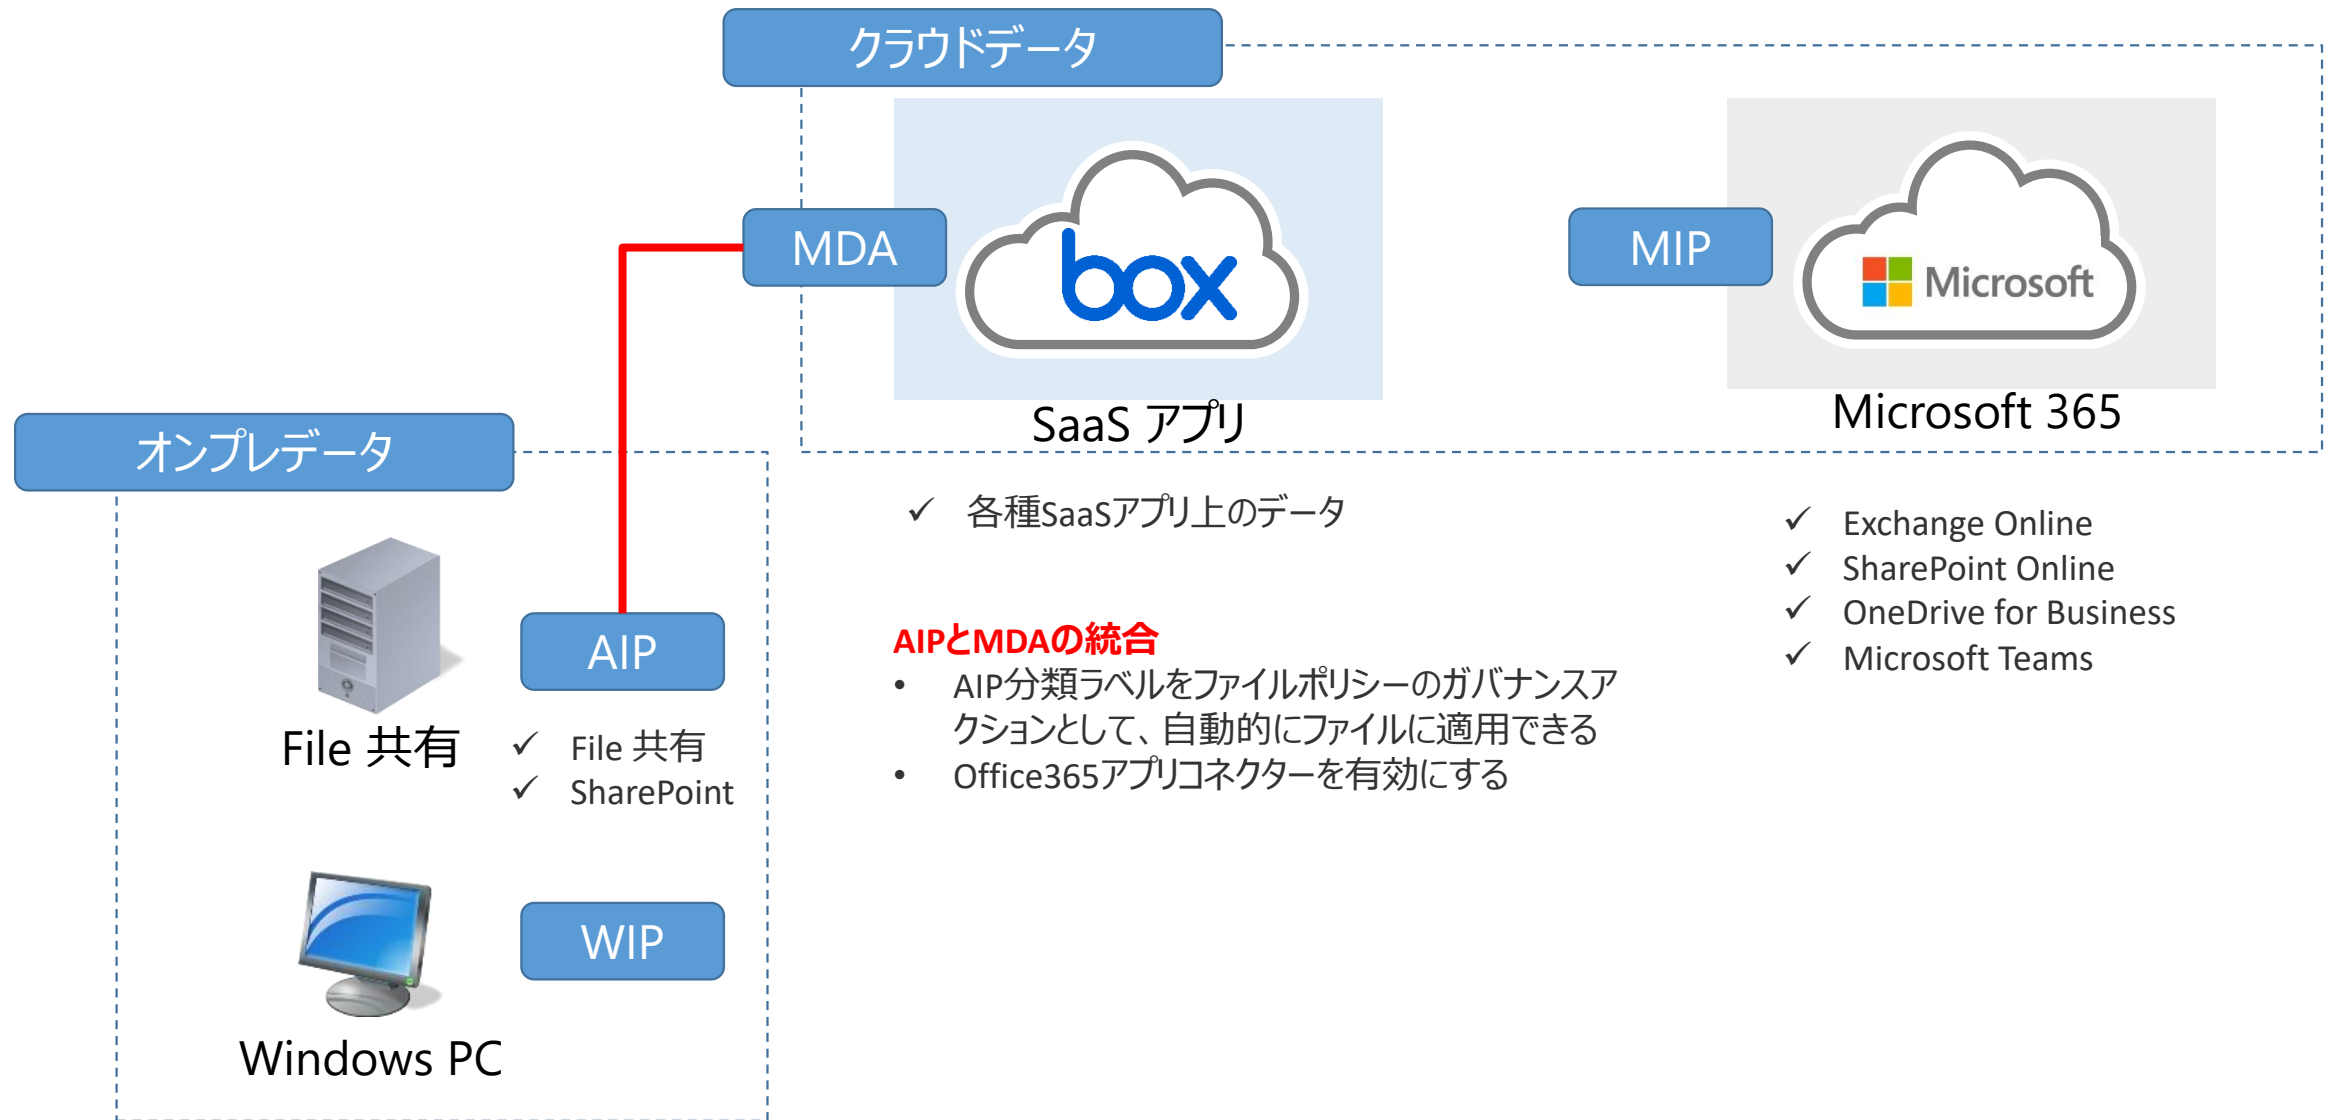 クラウドデータ
MDA
box
SaaS アプリ
MIP
Microsoft
Microsoft 365
オンプレデータ
File 共有
AIP
✓ File 共有
✓ SharePoint
Windows PC
WIP
✓ 各種SaaSアプリ上のデータ
AIPとMDAの統合
• AIP分類ラベルをファイルポリシーのガバナンスア
クションとして、自動的にファイルに適用できる
• Office365アプリコネクターを有効にする
✓ Exchange Online
✓ SharePoint Online
✓ OneDrive for Business
✓ Microsoft Teams